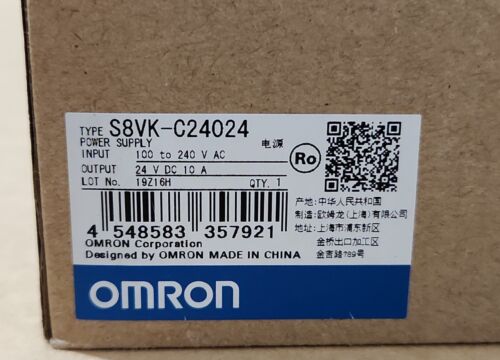 TYPE S8VK-C24024
POWER SUPPLY 电源
INPUT 100 to 240 V AC
OUTPUT 24 V DC 10 A
LOT No. 19Z16H QTY. 1
Ro
4 548583 357921
OMRON Corporation
Designed by OMRON MADE IN CHINA
产地: 中华人民共和国
制造: 欧姆龙(上海)有限公司
地址: 上海市浦东新区
金桥出口加工区
金吉路789号
OMRON